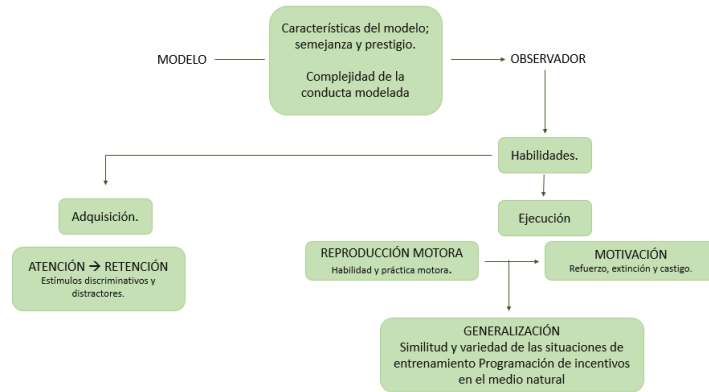 Características del modelo;
semejanza y prestigio.
Complejidad de la
conducta modelada
MODELO
OBSERVADOR
Habilidades.
Adquisición.
Ejecución
ATENCIÓN → RETENCIÓN
Estímulos discriminativos y
distractores.
REPRODUCCIÓN MOTORA
Habilidad y práctica motora.
MOTIVACIÓN
Refuerzo, extinción y castigo.
GENERALIZACIÓN
Similitud y variedad de las situaciones de
entrenamiento Programación de incentivos
en el medio natural